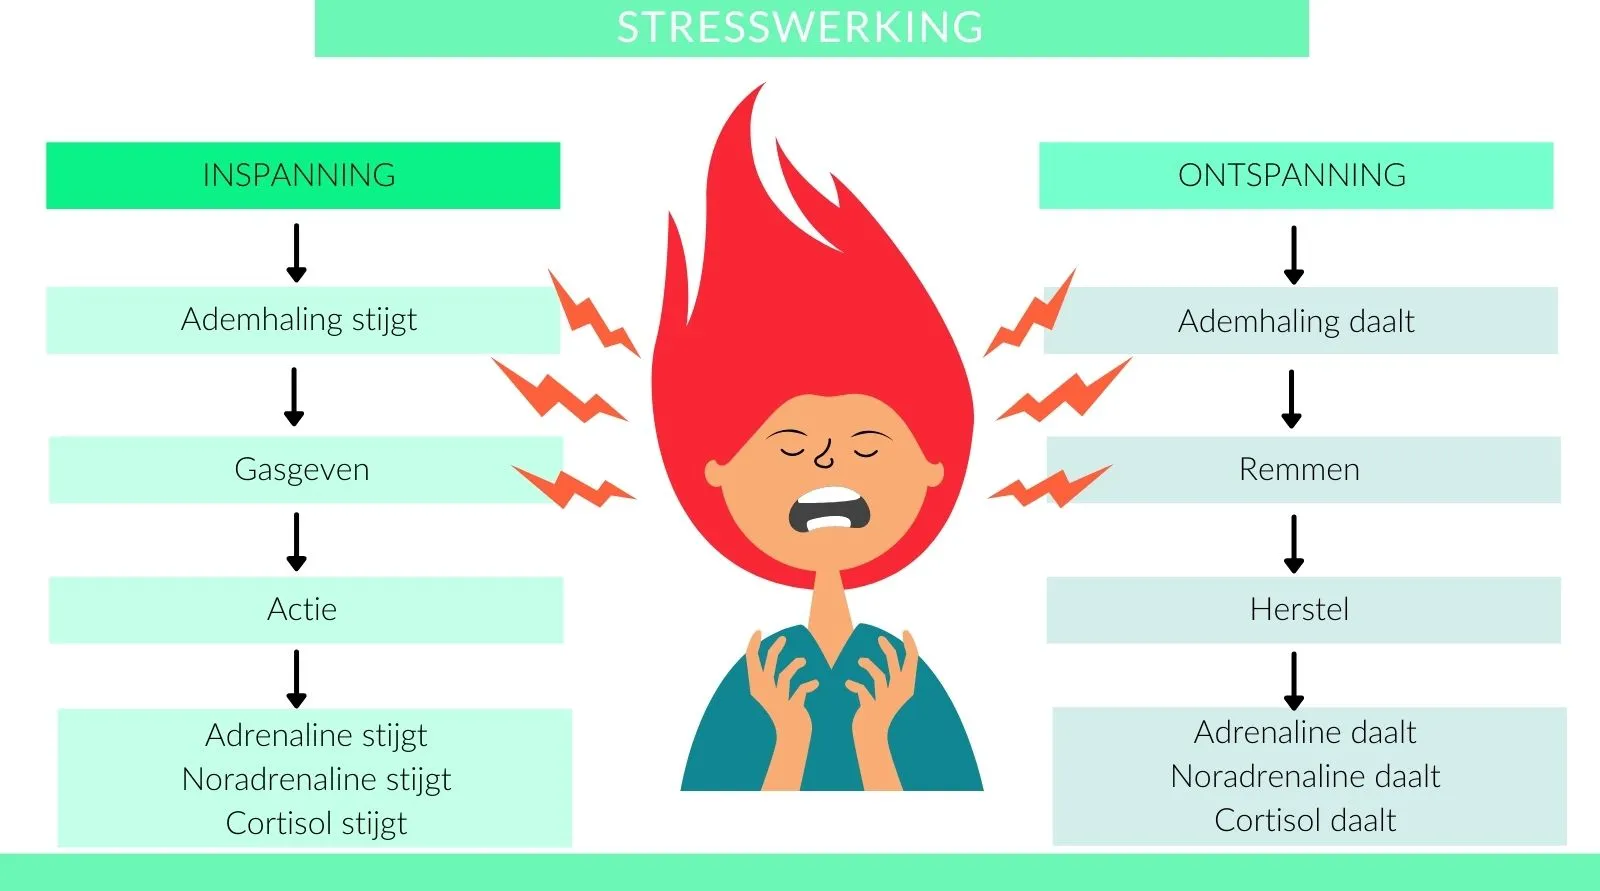 STRESSWERKING
INSPANNING
Ademhaling stijgt
Gasgeven
Actie
Adrenaline stijgt
Noradrenaline stijgt
Cortisol stijgt
ONTSPANNING
Ademhaling daalt
Remmen
Herstel
Adrenaline daalt
Noradrenaline daalt
Cortisol daalt